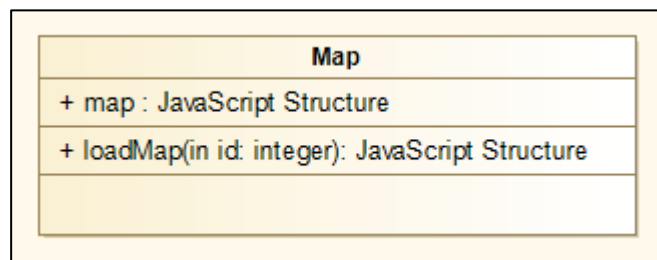 Map
+ map : JavaScript Structure
+ loadMap(in id: integer): JavaScript Structure